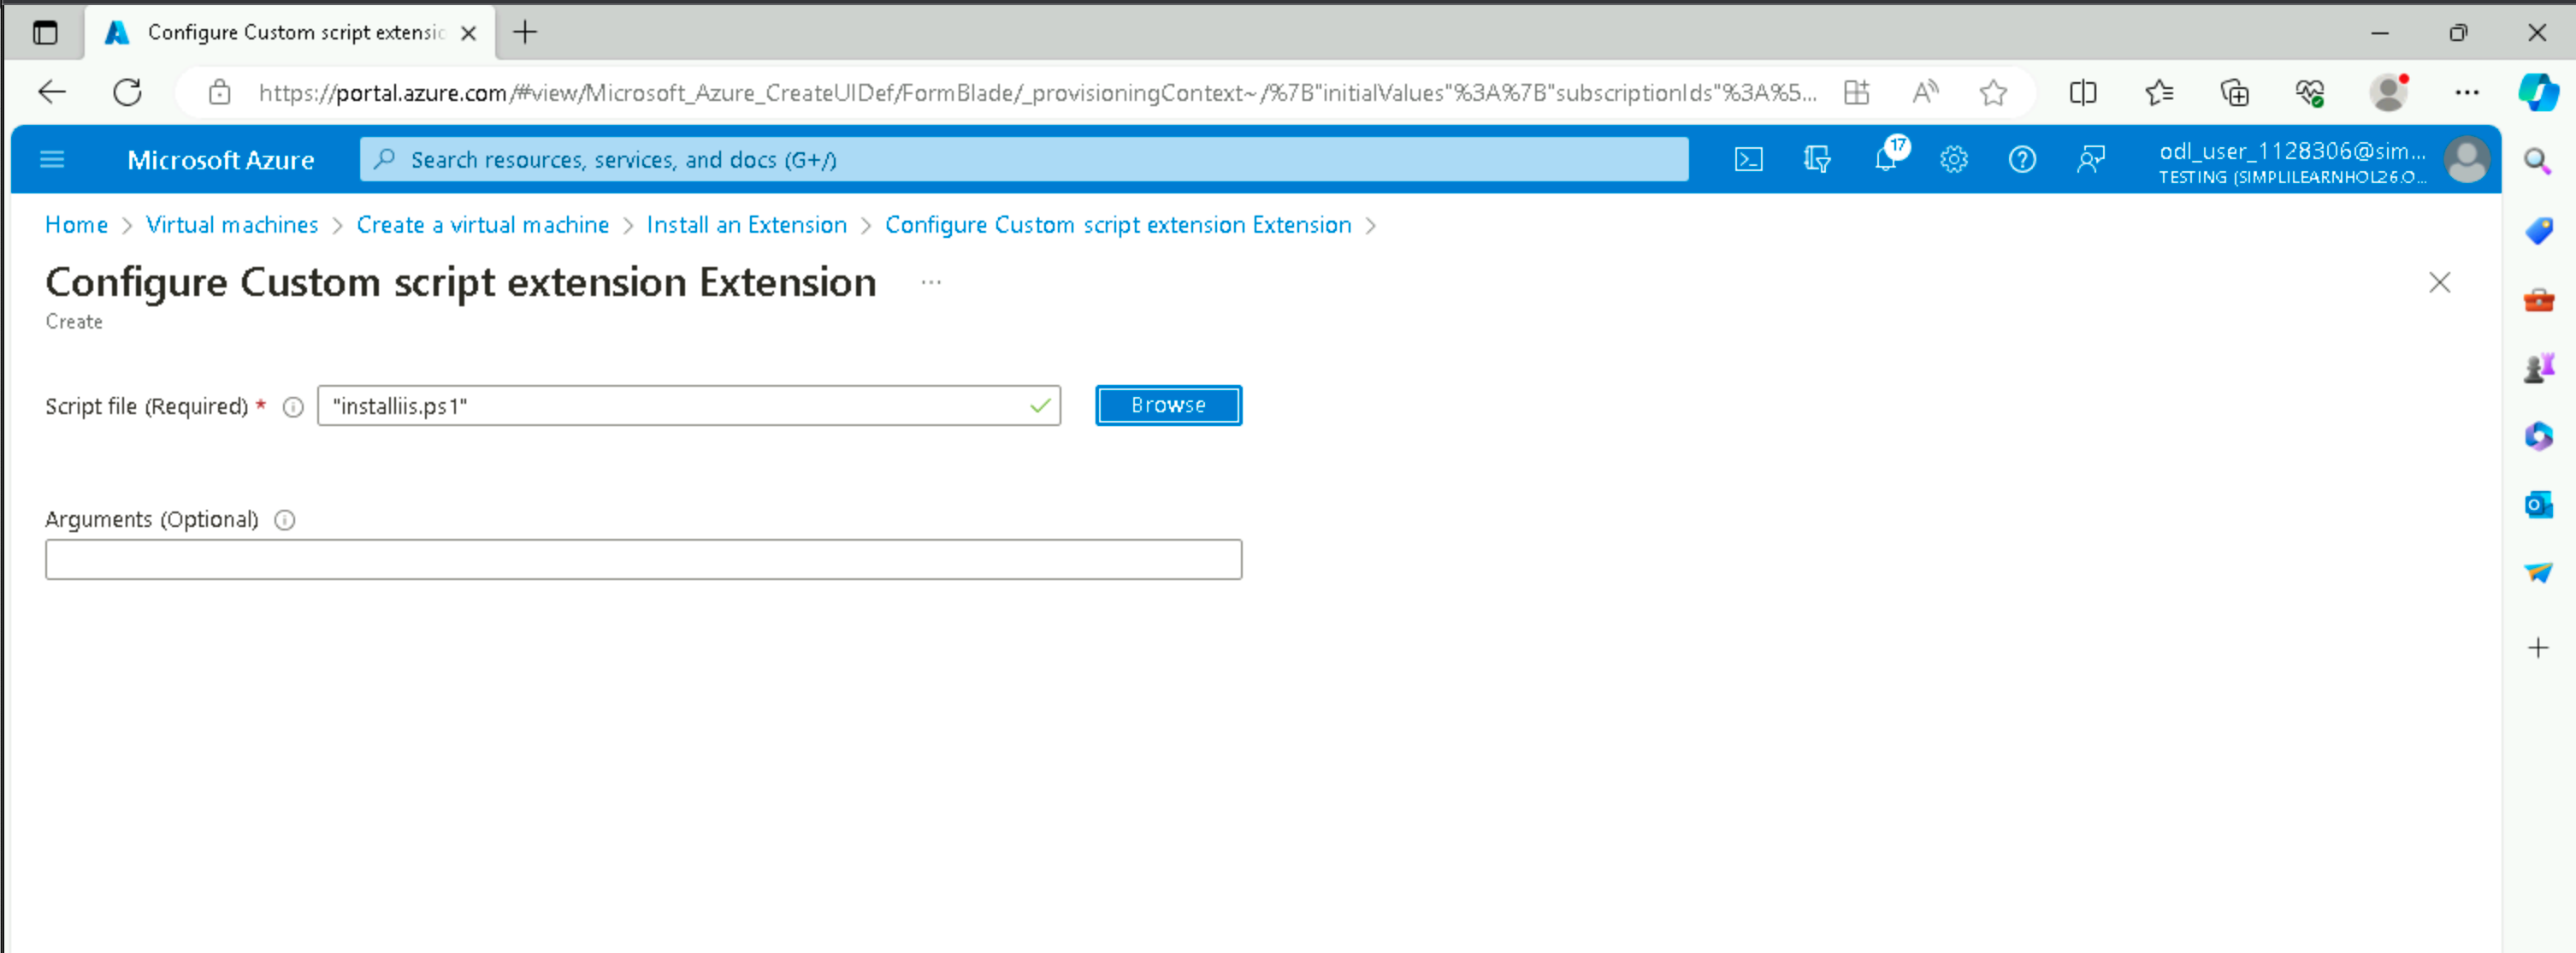 Configure Custom script extensic
https://portal.azure.com/#view/Microsoft_Azure_CreateUIDef/FormBlade/_provisioningContext~/%7B"initialValues"%3A%7B"subscriptionIds"%3A%5...
Microsoft Azure
Search resources, services, and docs (G+/)
17
odl_user_1128306@sim...
TESTING (SIMPLILEARNHOL26.O...
Home > Virtual machines > Create a virtual machine > Install an Extension > Configure Custom script extension Extension >
Configure Custom script extension Extension ...
Create
Script file (Required) * "installiis.ps1" Browse
Arguments (Optional)